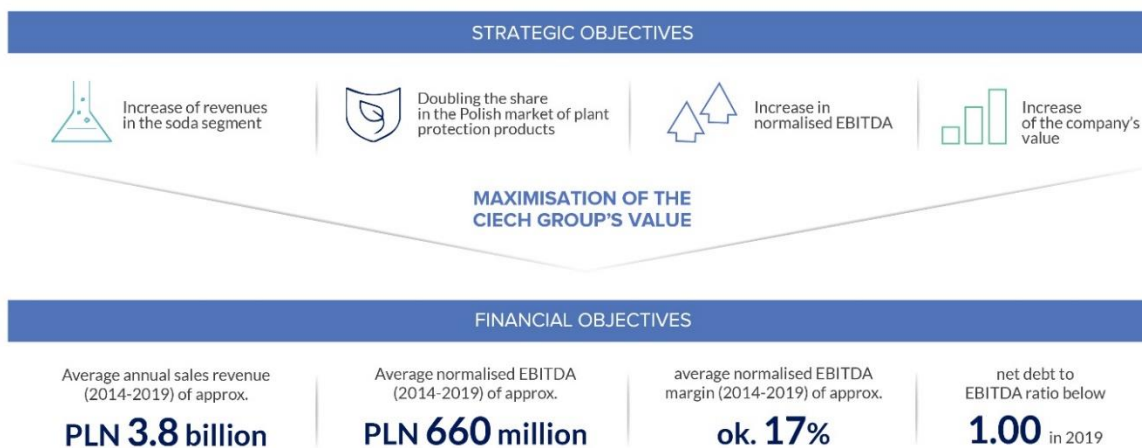 STRATEGIC OBJECTIVES
Increase of revenues
in the soda segment
Doubling the share
in the Polish market of plant
protection products
Increase in
normalised EBITDA
Increase
of the company's
value
MAXIMISATION OF THE
CIECH GROUP'S VALUE
FINANCIAL OBJECTIVES
Average annual sales revenue
(2014-2019) of approx.
PLN 3.8 billion
Average normalised EBITDA
(2014-2019) of approx.
PLN 660 million
average normalised EBITDA
margin (2014-2019) of approx.
ok. 17%
net debt to
EBITDA ratio below
1.00 in 2019